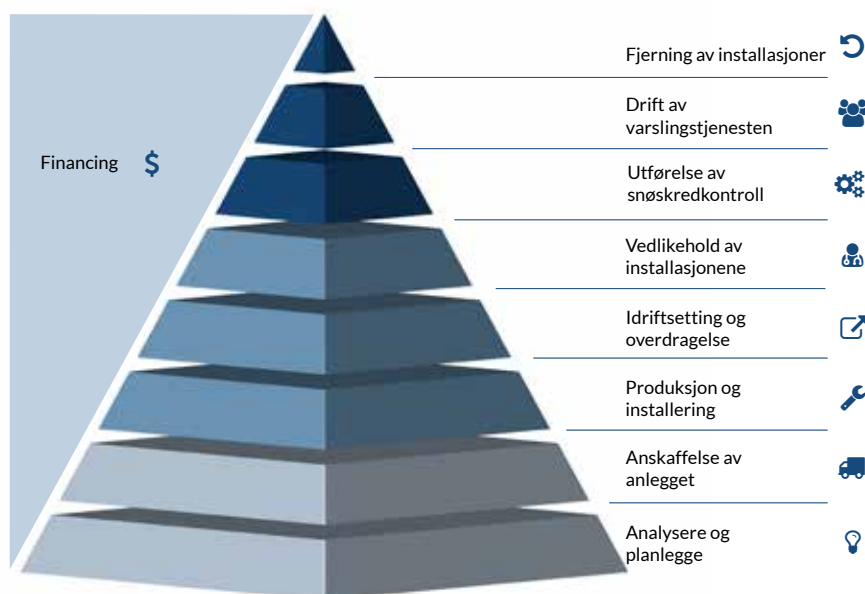 Financing $
Fjerning av installasjoner
Drift av
varslingstjenesten
Utførelse av
snøskredkontroll
Vedlikehold av
installasjonene
Idriftsetting og
overdragelse
Produksjon og
installering
Anskaffelse av
anlegget
Analysere og
planlegge